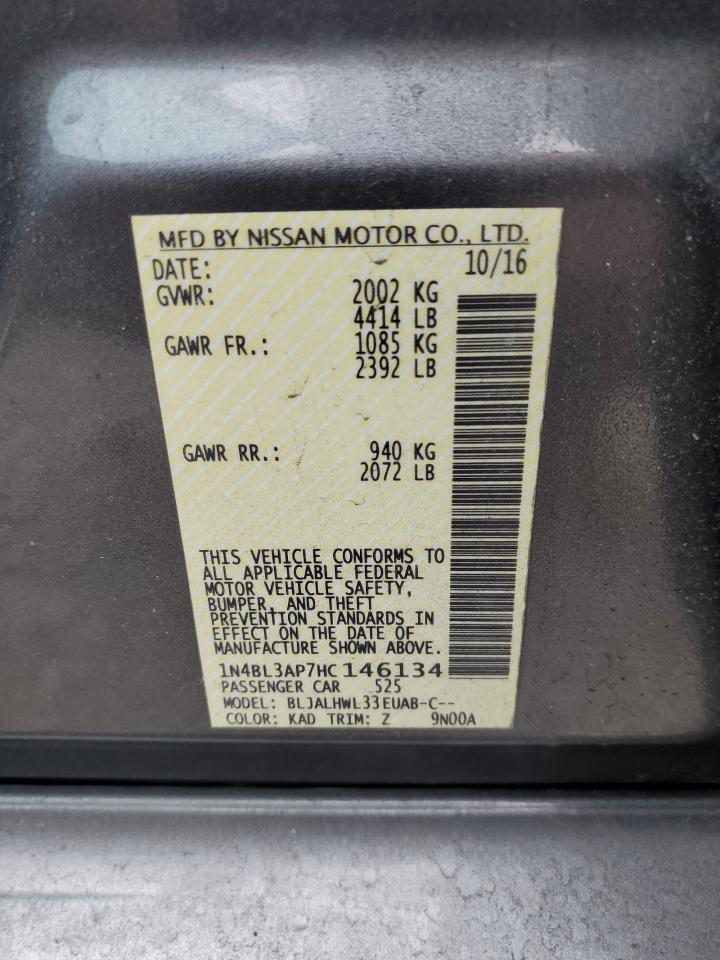 MFD BY NISSAN MOTOR CO., LTD.
DATE: 10/16
GVWR: 2002 KG
4414 LB
GAWR FR.: 1085 KG
2392 LB
GAWR RR.: 940 KG
2072 LB
THIS VEHICLE CONFORMS TO
ALL APPLICABLE FEDERAL
MOTOR VEHICLE SAFETY,
BUMPER, AND THEFT
PREVENTION STANDARDS IN
EFFECT ON THE DATE OF
MANUFACTURE SHOWN ABOVE.
1N4BL3AP7HC146134
PASSENGER CAR 525
MODEL: BLJALHWL33EUAB-C--
COLOR: KAD TRIM: Z 9N00A